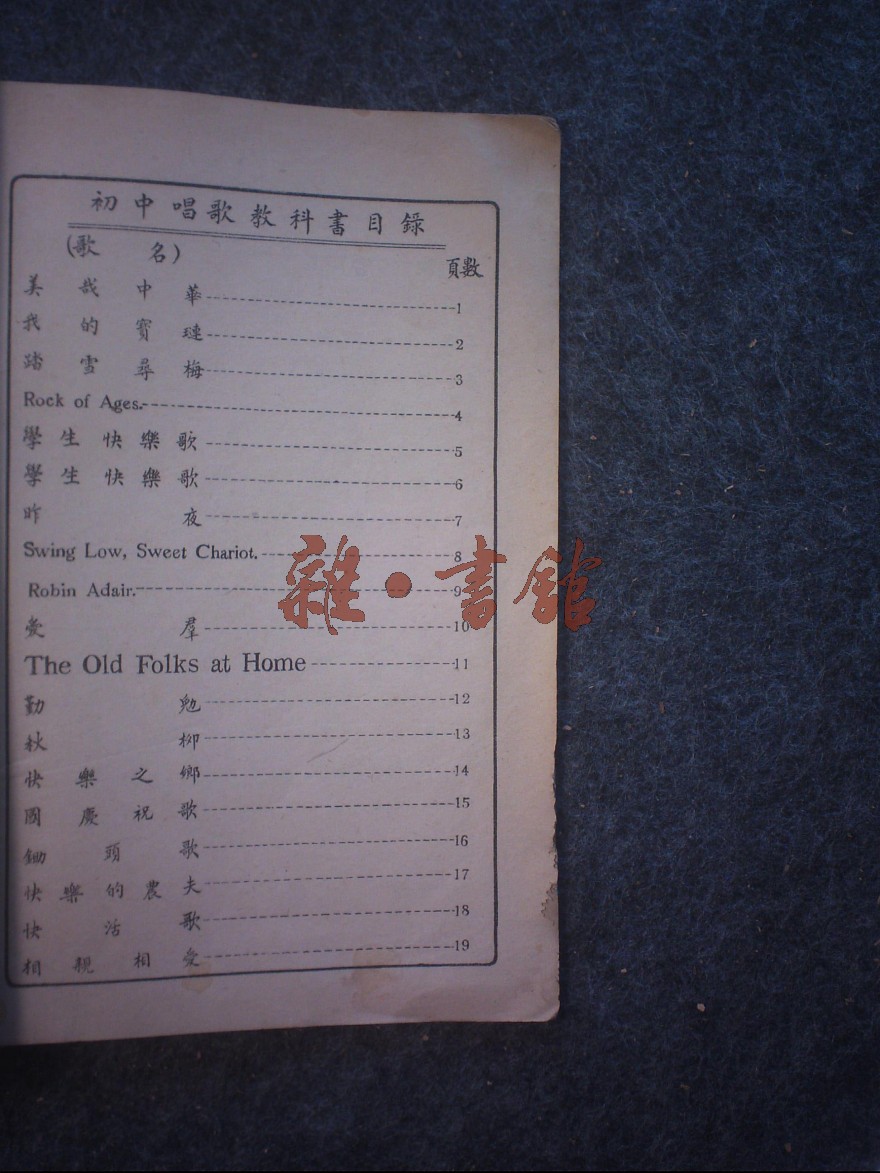 初中唱歌教科書目錄
(歌名) 頁數
美哉中華 1
我的寶璉 2
踏雪尋梅 3
Rock of Ages. 4
學生快樂歌 5
學生快樂歌 6
昨夜 7
Swing Low, Sweet Chariot. 8
Robin Adair. 9
愛羣 10
The Old Folks at Home 11
勤勉 12
秋柳 13
快樂之鄉 14
國慶祝歌 15
鋤頭歌 16
快樂的農夫 17
快活歌 18
相親相愛 19
雜·書館